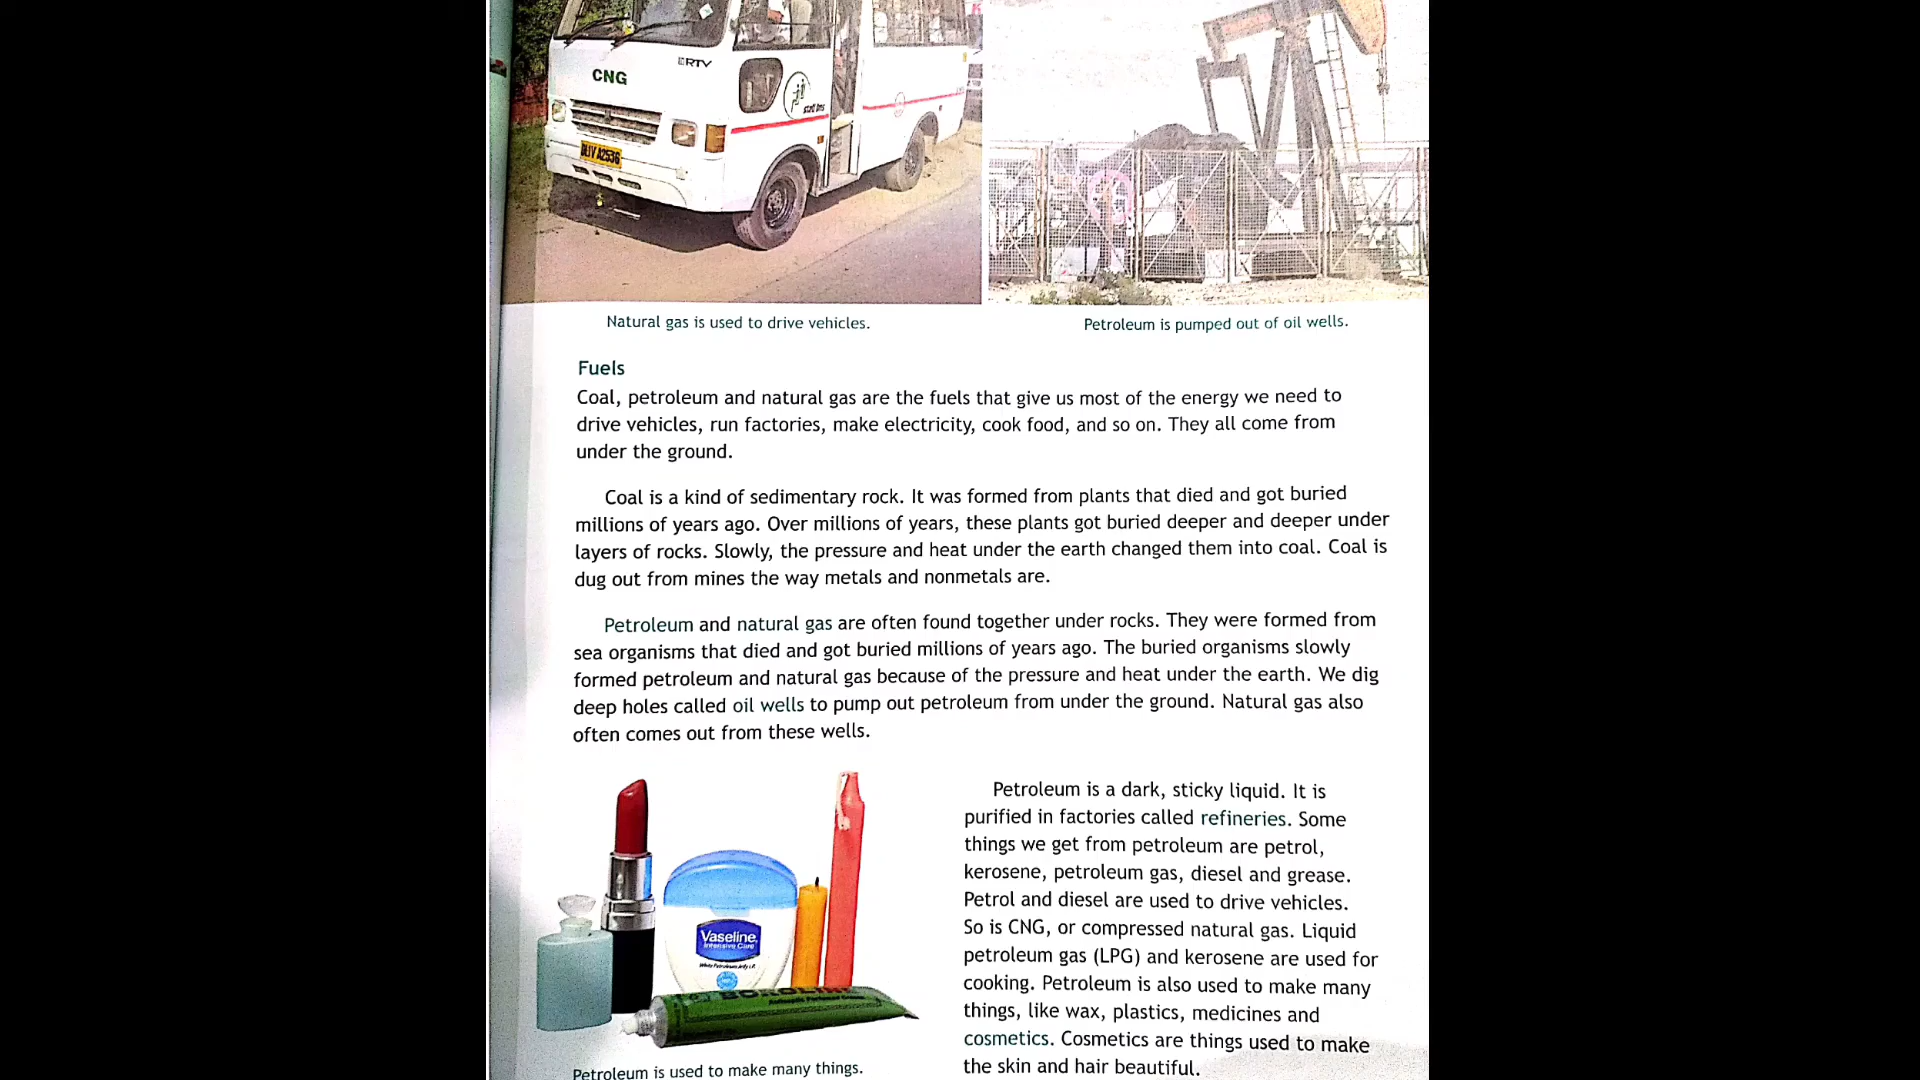 CNG
RTV
staff bus
Natural gas is used to drive vehicles.
Petroleum is pumped out of oil wells.
Fuels
Coal, petroleum and natural gas are the fuels that give us most of the energy we need to
drive vehicles, run factories, make electricity, cook food, and so on. They all come from
under the ground.
Coal is a kind of sedimentary rock. It was formed from plants that died and got buried
millions of years ago. Over millions of years, these plants got buried deeper and deeper under
layers of rocks. Slowly, the pressure and heat under the earth changed them into coal. Coal is
dug out from mines the way metals and nonmetals are.
Petroleum and natural gas are often found together under rocks. They were formed from
sea organisms that died and got buried millions of years ago. The buried organisms slowly
formed petroleum and natural gas because of the pressure and heat under the earth. We dig
deep holes called oil wells to pump out petroleum from under the ground. Natural gas also
often comes out from these wells.
Vaseline
Intensive Care
White Petroleum Jelly I.P.
Petroleum is used to make many things.
Petroleum is a dark, sticky liquid. It is
purified in factories called refineries. Some
things we get from petroleum are petrol,
kerosene, petroleum gas, diesel and grease.
Petrol and diesel are used to drive vehicles.
So is CNG, or compressed natural gas. Liquid
petroleum gas (LPG) and kerosene are used for
cooking. Petroleum is also used to make many
things, like wax, plastics, medicines and
cosmetics. Cosmetics are things used to make
the skin and hair beautiful.